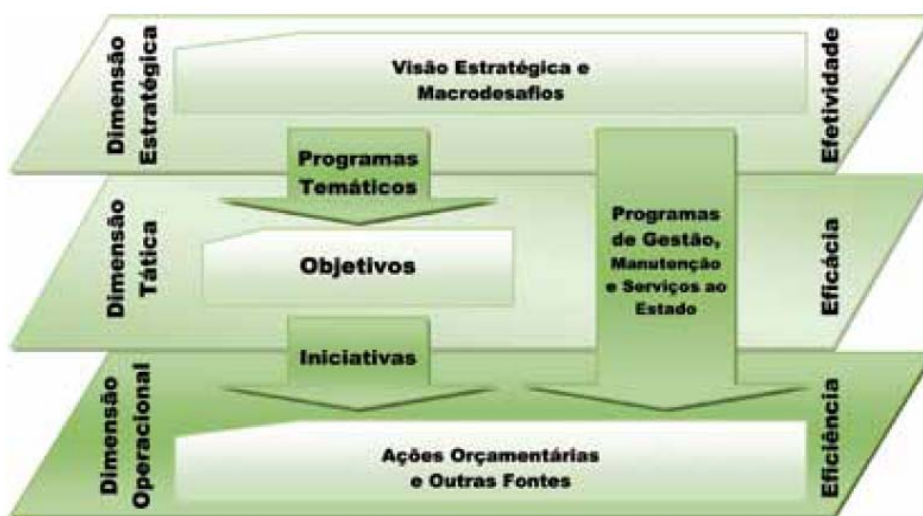 Dimensão
Estratégica
Visão Estratégica e
Macrodesafios
Efetividade
Programas
Temáticos
Dimensão
Tática
Objetivos
Programas
de Gestão,
Manutenção
e Serviços ao
Estado
Eficácia
Iniciativas
Dimensão
Operacional
Ações Orçamentárias
e Outras Fontes
Eficiência